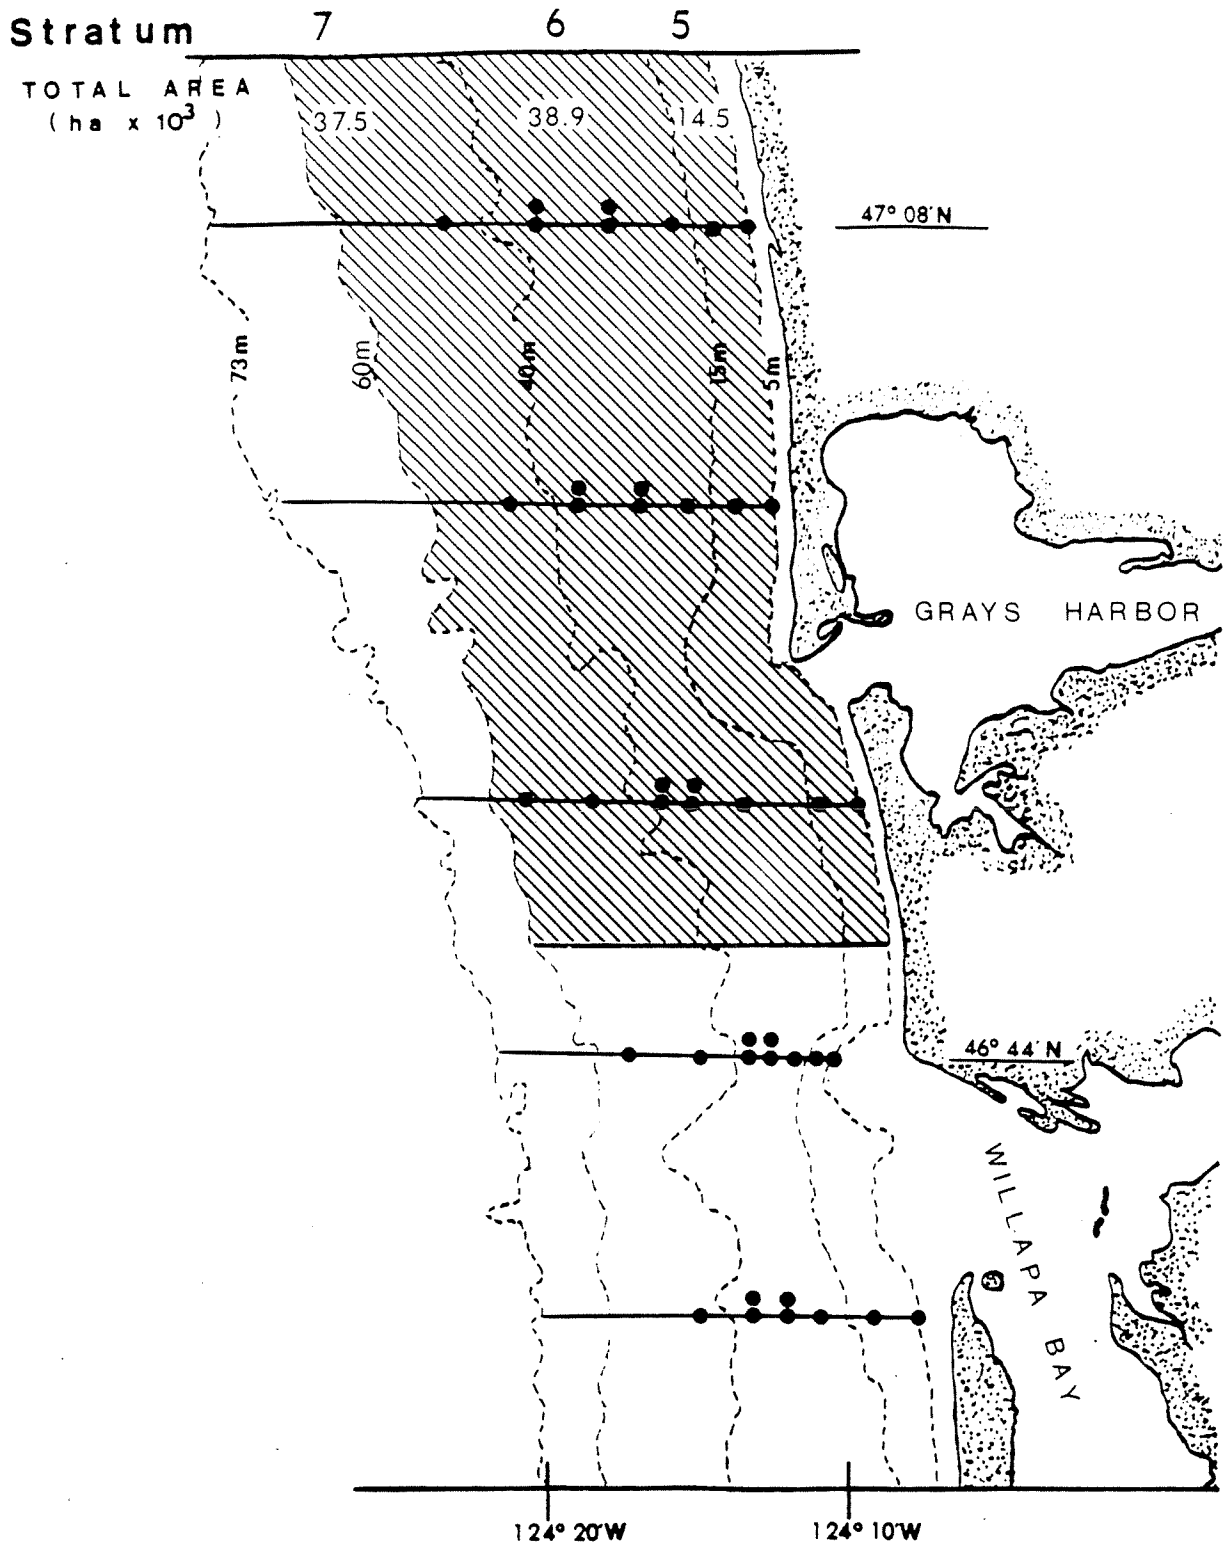 Stratum 7 6 5
TOTAL AREA
(ha x 10³)
37.5 38.9 14.5
47° 08'N
73m 60m 40m 15m 5m
GRAYS HARBOR
46° 44' N
WILLAPA BAY
124° 20'W 124° 10'W